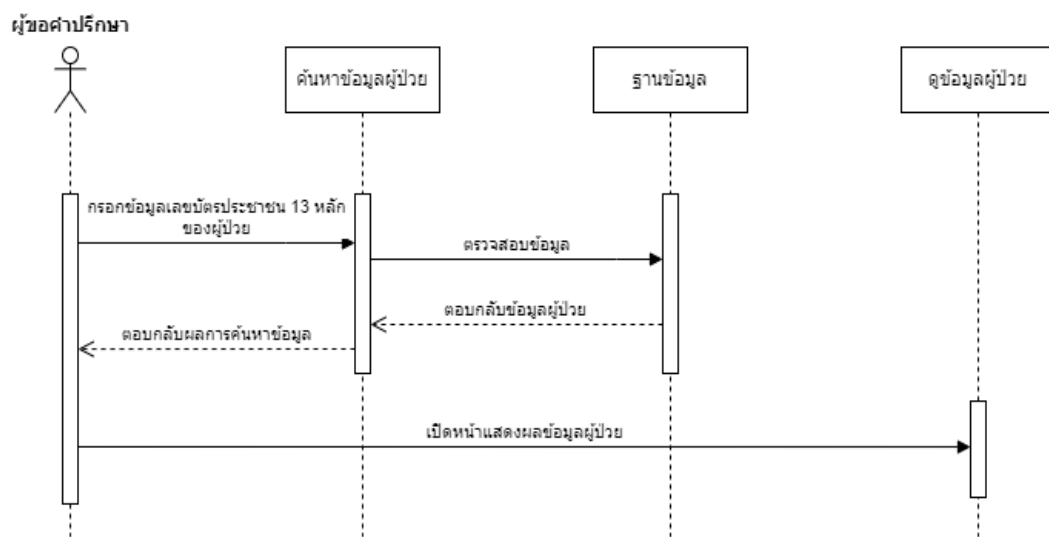 ผู้ขอคำปรึกษา
ค้นหาข้อมูลผู้ป่วย
ฐานข้อมูล
ดูข้อมูลผู้ป่วย
กรอกข้อมูลเลขบัตรประชาชน 13 หลัก
ของผู้ป่วย
ตรวจสอบข้อมูล
ตอบกลับข้อมูลผู้ป่วย
ตอบกลับผลการค้นหาข้อมูล
เปิดหน้าแสดงผลข้อมูลผู้ป่วย